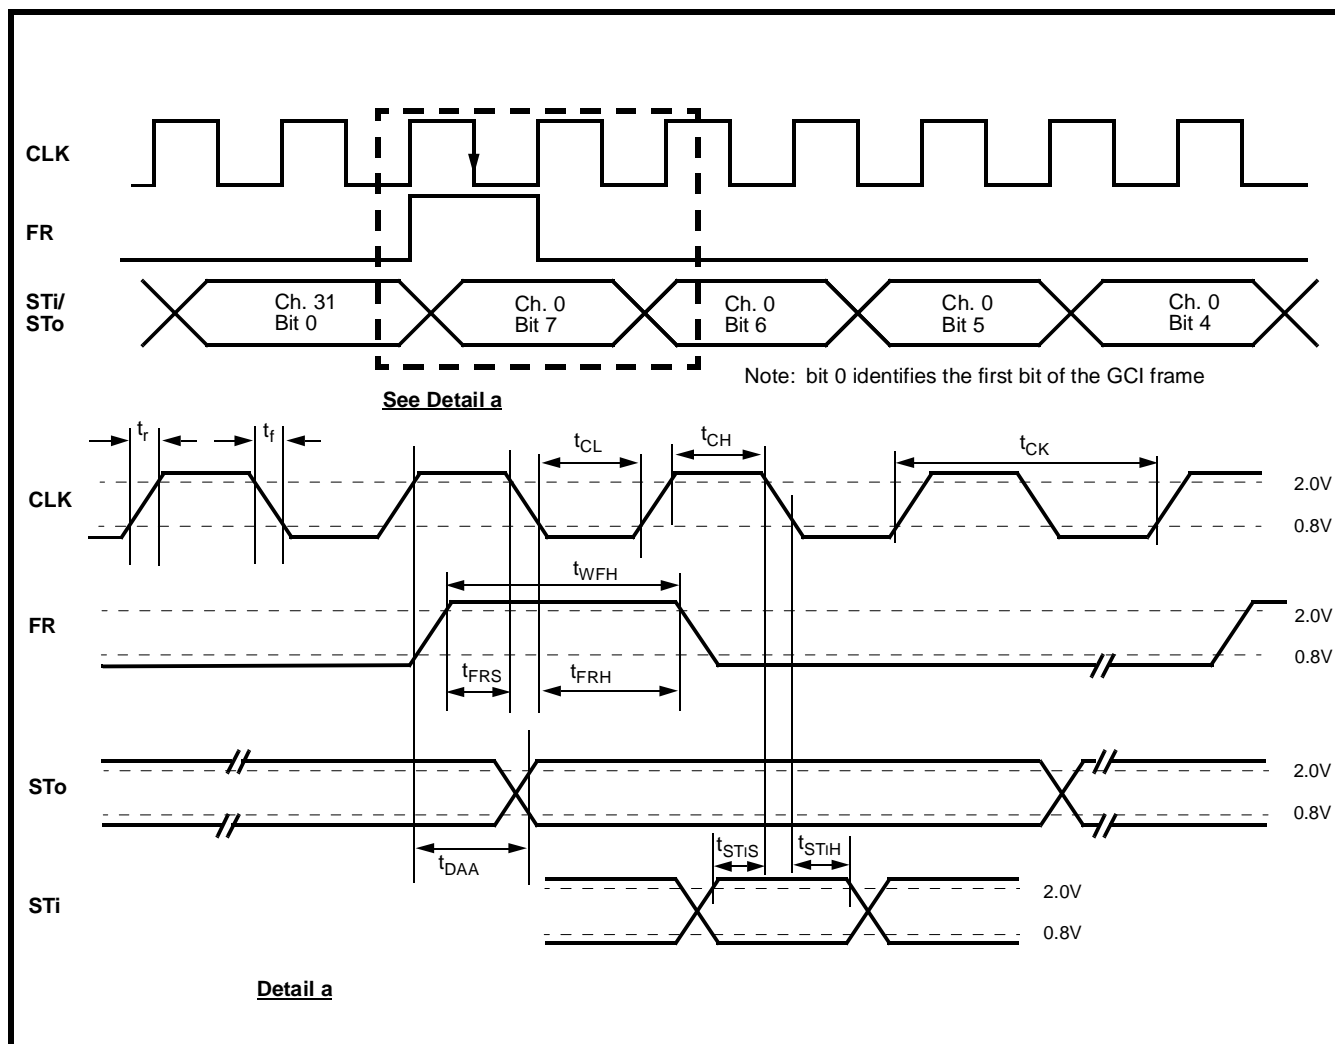 CLK
FR
STi/
STo
Ch. 31
Bit 0
Ch. 0
Bit 7
Ch. 0
Bit 6
Ch. 0
Bit 5
Ch. 0
Bit 4
Note: bit 0 identifies the first bit of the GCI frame
See Detail a
tr
tf
tCL
tCH
tCK
CLK
2.0V
0.8V
tWFH
FR
2.0V
0.8V
tFRS
tFRH
STo
2.0V
0.8V
tDAA
tSTiS
tSTiH
STi
2.0V
0.8V
Detail a